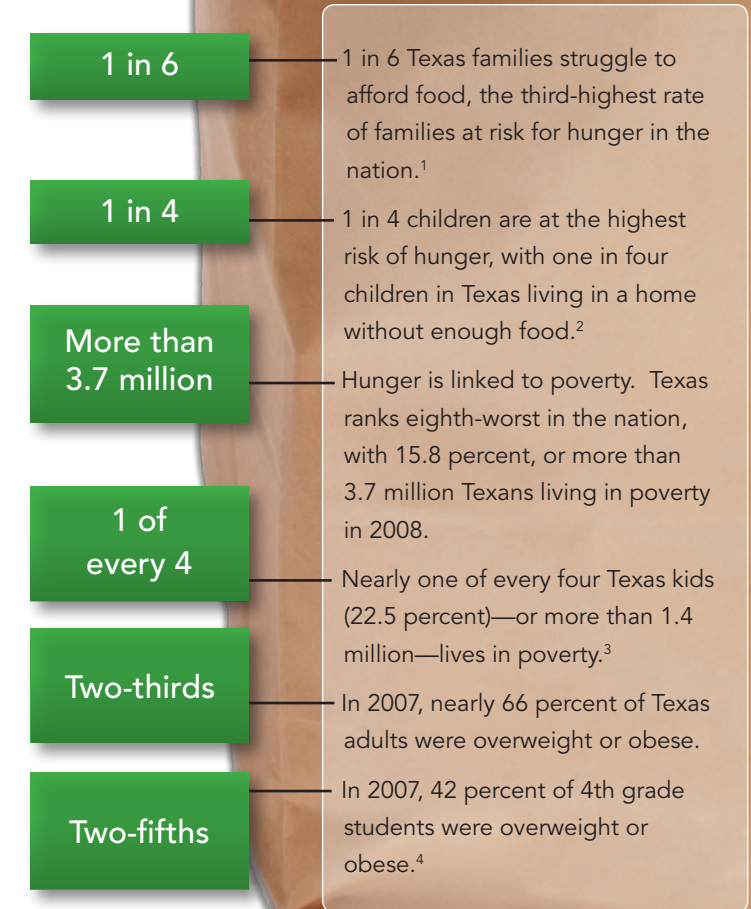 1 in 6
1 in 6 Texas families struggle to
afford food, the third-highest rate
of families at risk for hunger in the
nation.¹
1 in 4
1 in 4 children are at the highest
risk of hunger, with one in four
children in Texas living in a home
without enough food.²
More than
3.7 million
Hunger is linked to poverty.  Texas
ranks eighth-worst in the nation,
with 15.8 percent, or more than
3.7 million Texans living in poverty
in 2008.
1 of
every 4
Nearly one of every four Texas kids
(22.5 percent)—or more than 1.4
million—lives in poverty.³
Two-thirds
In 2007, nearly 66 percent of Texas
adults were overweight or obese.
Two-fifths
In 2007, 42 percent of 4th grade
students were overweight or
obese.⁴